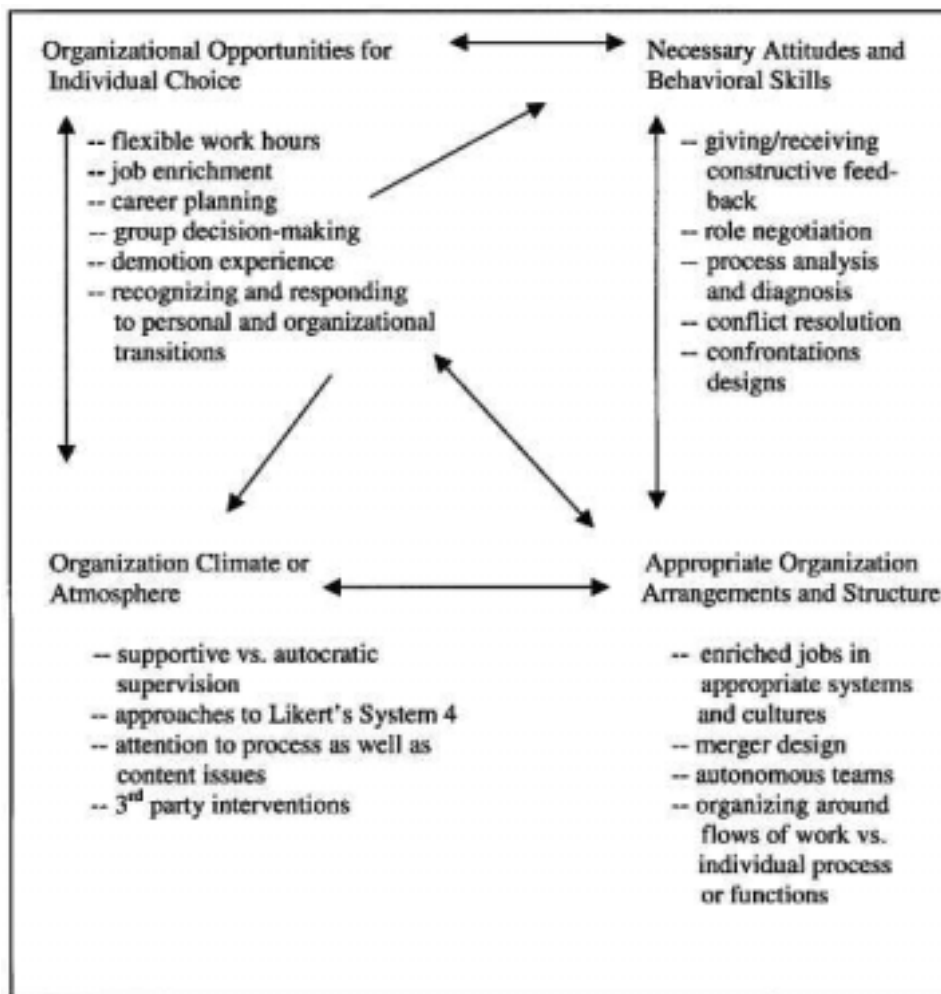 Organizational Opportunities for
Individual Choice
-- flexible work hours
-- job enrichment
-- career planning
-- group decision-making
-- demotion experience
-- recognizing and responding
to personal and organizational
transitions
Necessary Attitudes and
Behavioral Skills
-- giving/receiving
constructive feed-
back
-- role negotiation
-- process analysis
and diagnosis
-- conflict resolution
-- confrontations
designs
Organization Climate or
Atmosphere
-- supportive vs. autocratic
supervision
-- approaches to Likert's System 4
-- attention to process as well as
content issues
-- 3rd party interventions
Appropriate Organization
Arrangements and Structure
-- enriched jobs in
appropriate systems
and cultures
-- merger design
-- autonomous teams
-- organizing around
flows of work vs.
individual process
or functions